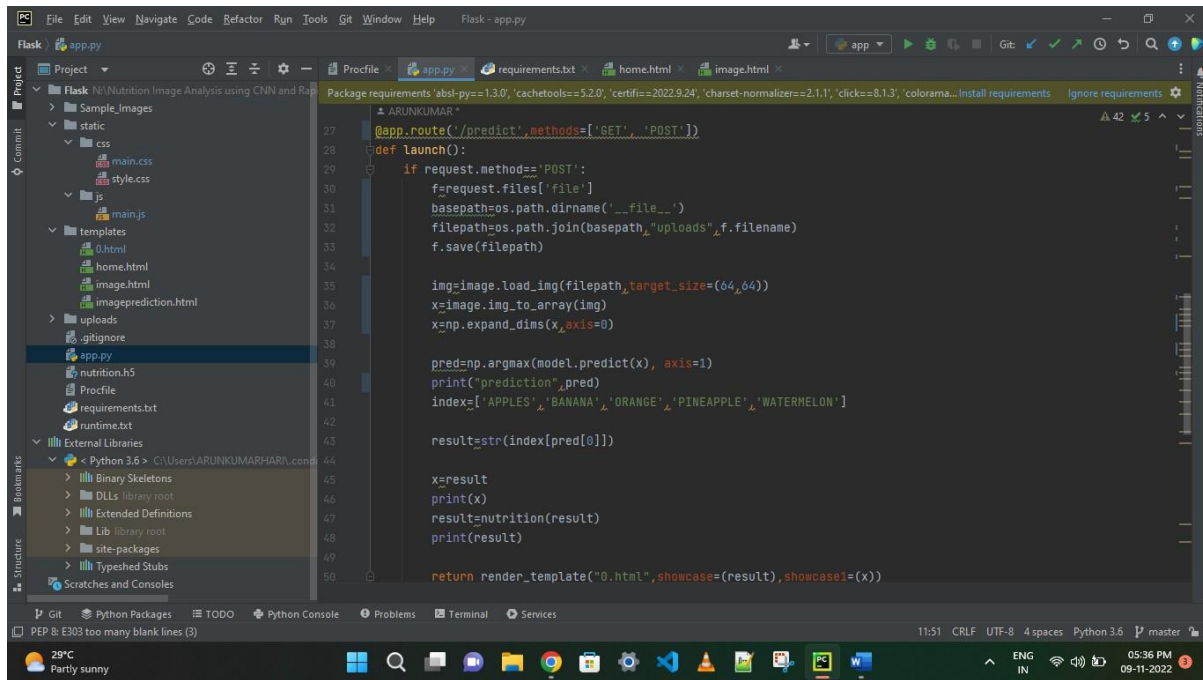 PC File Edit View Navigate Code Refactor Run Tools Git Window Help Flask - app.py
Flask app.py app Git:
Project Procfile app.py requirements.txt home.html image.html
Package requirements 'absl-py==1.3.0', 'cachetools==5.2.0', 'certifi==2022.9.24', 'charset-normalizer==2.1.1', 'click==8.1.3', 'colorama... Install requirements Ignore requirements
Project
Commit
Bookmarks
Structure
Notifications
Flask N:\Nutrition Image Analysis using CNN and Rap
Sample_Images
static
css
main.css
style.css
js
main.js
templates
0.html
home.html
image.html
imageprediction.html
uploads
.gitignore
app.py
nutrition.h5
Procfile
requirements.txt
runtime.txt
External Libraries
< Python 3.6 > C:\Users\ARUNKUMARHARI\.cond
Binary Skeletons
DLLs library root
Extended Definitions
Lib library root
site-packages
Typeshed Stubs
Scratches and Consoles
ARUNKUMAR *
42 5
27 @app.route('/predict',methods=['GET', 'POST'])
28 def launch():
29 if request.method=='POST':
30 f=request.files['file']
31 basepath=os.path.dirname('__file__')
32 filepath=os.path.join(basepath,"uploads",f.filename)
33 f.save(filepath)
34
35 img=image.load_img(filepath,target_size=(64,64))
36 x=image.img_to_array(img)
37 x=np.expand_dims(x,axis=0)
38
39 pred=np.argmax(model.predict(x), axis=1)
40 print("prediction",pred)
41 index=['APPLES','BANANA','ORANGE','PINEAPPLE','WATERMELON']
42
43 result=str(index[pred[0]])
44
45 x=result
46 print(x)
47 result=nutrition(result)
48 print(result)
49
50 return render_template("0.html",showcase=(result),showcase1=(x))
Git Python Packages TODO Python Console Problems Terminal Services
PEP 8: E303 too many blank lines (3) 11:51 CRLF UTF-8 4 spaces Python 3.6 master
29°C
Partly sunny
ENG
IN
05:36 PM
09-11-2022
3